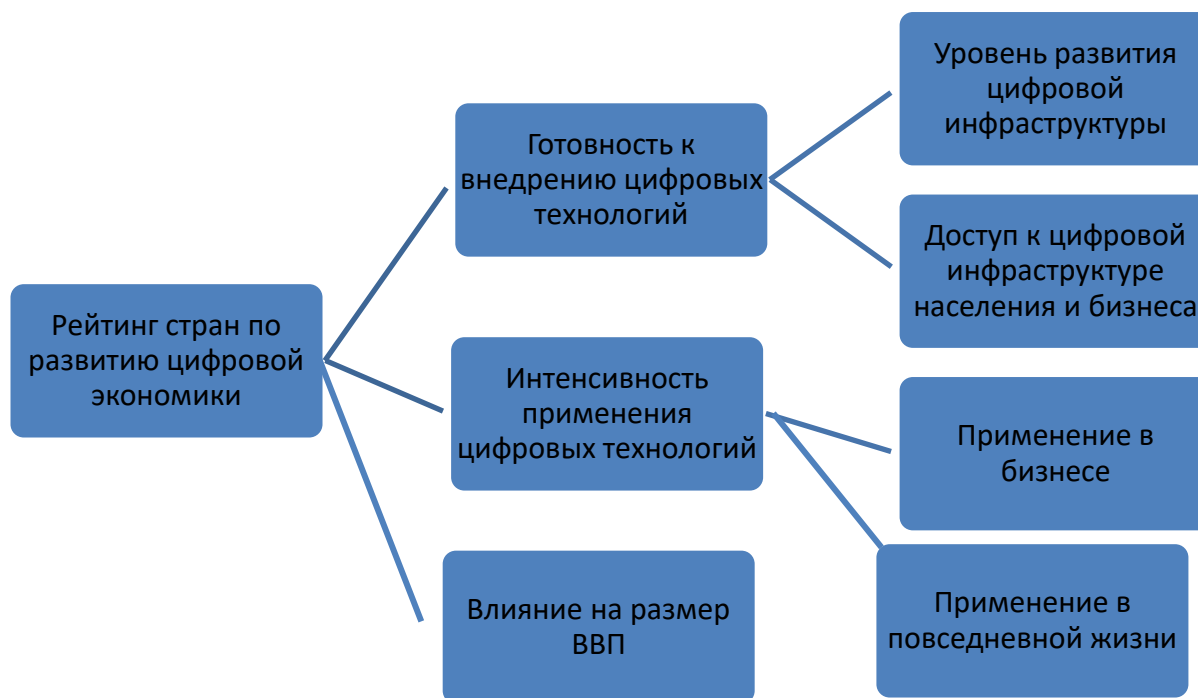 Рейтинг стран по
развитию цифровой
экономики
Готовность к
внедрению цифровых
технологий
Уровень развития
цифровой
инфраструктуры
Доступ к цифровой
инфраструктуре
населения и бизнеса
Интенсивность
применения
цифровых технологий
Применение в
бизнесе
Применение в
повседневной жизни
Влияние на размер
ВВП